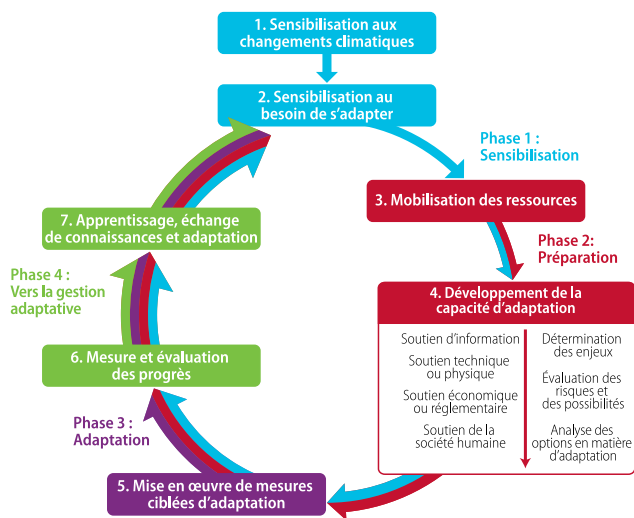 1. Sensibilisation aux
changements climatiques
2. Sensibilisation au
besoin de s'adapter
Phase 1 :
Sensibilisation
3. Mobilisation des ressources
Phase 2:
Préparation
4. Développement de la
capacité d'adaptation
Soutien d'information
Soutien technique
ou physique
Soutien économique
ou réglementaire
Soutien de la
société humaine
Détermination
des enjeux
Évaluation des
risques et
des possibilités
Analyse des
options en matière
d'adaptation
5. Mise en œuvre de mesures
ciblées d'adaptation
Phase 3 :
Adaptation
6. Mesure et évaluation
des progrès
Phase 4 :
Vers la gestion
adaptative
7. Apprentissage, échange
de connaissances et adaptation